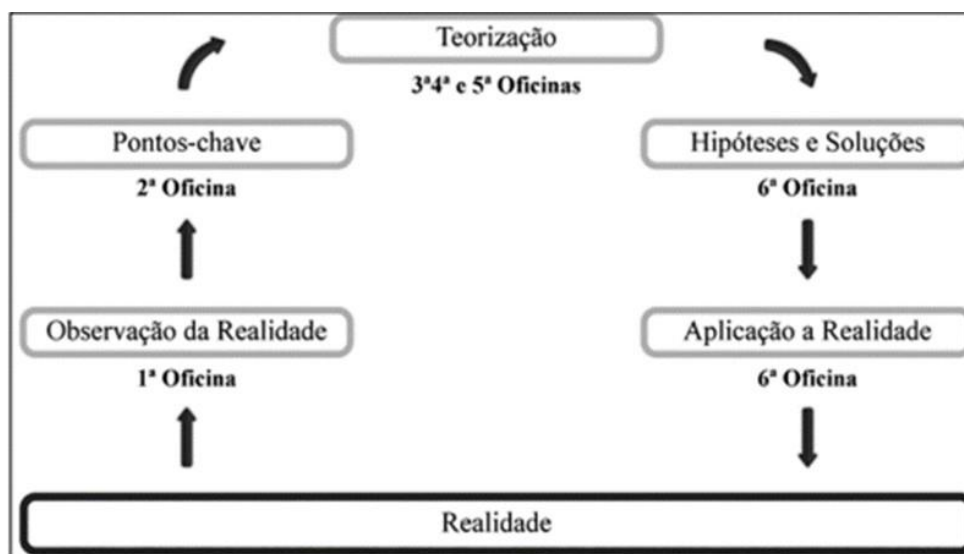 Teorização
3ª4ª e 5ª Oficinas
Pontos-chave
2ª Oficina
Hipóteses e Soluções
6ª Oficina
Observação da Realidade
1ª Oficina
Aplicação a Realidade
6ª Oficina
Realidade